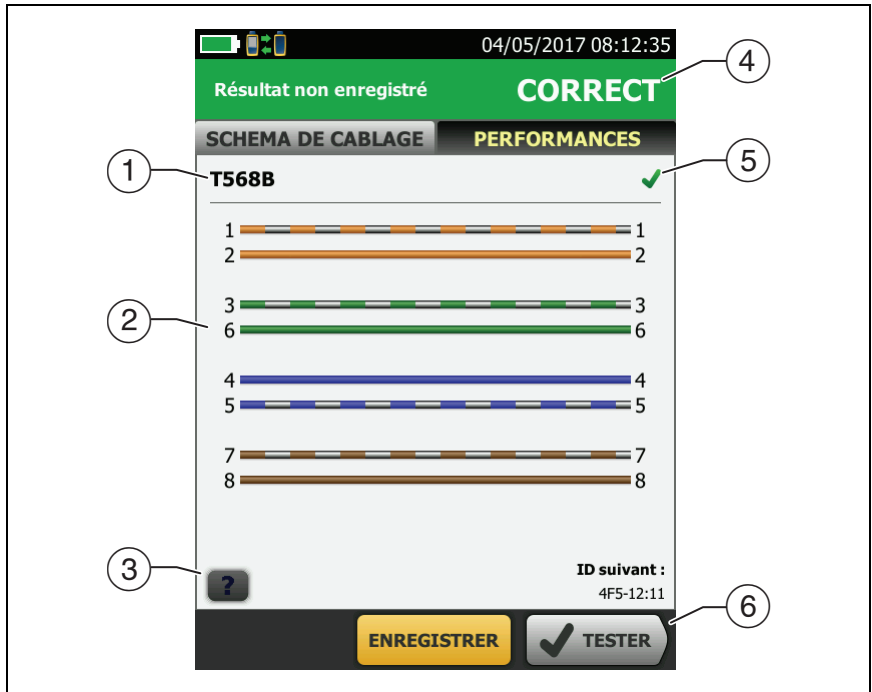 04/05/2017 08:12:35
Résultat non enregistré CORRECT
4
SCHEMA DE CABLAGE PERFORMANCES
1
T568B
5
1 1
2 2
2
3 3
6 6
4 4
5 5
7 7
8 8
3
?
ID suivant :
4F5-12:11
6
ENREGISTRER TESTER